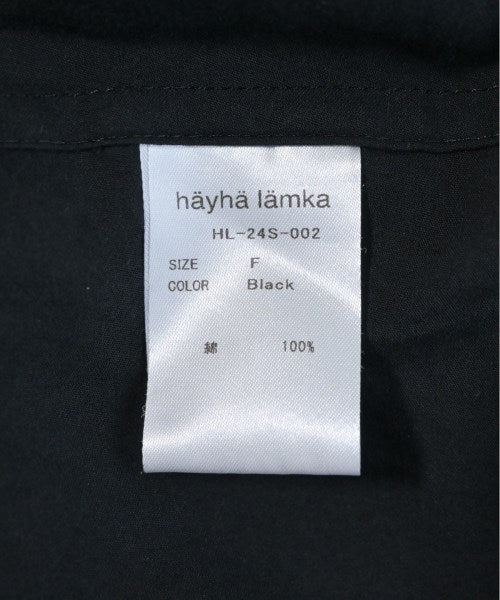 häyhä lämka
HL-24S-002
SIZE F
COLOR Black
綿 100%